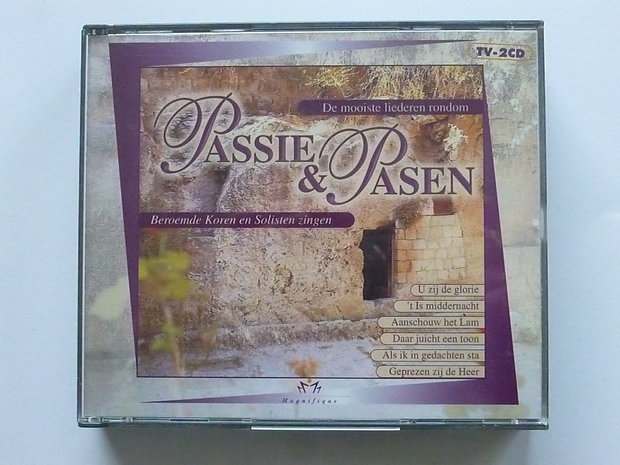 TV-2CD
De mooiste liederen rondom
PASSIE
& PASEN
Beroemde Koren en Solisten zingen
U zij de glorie
't Is middernacht
Aanschouw het Lam
Daar juicht een toon
Als ik in gedachten sta
Geprezen zij de Heer
Magnifique